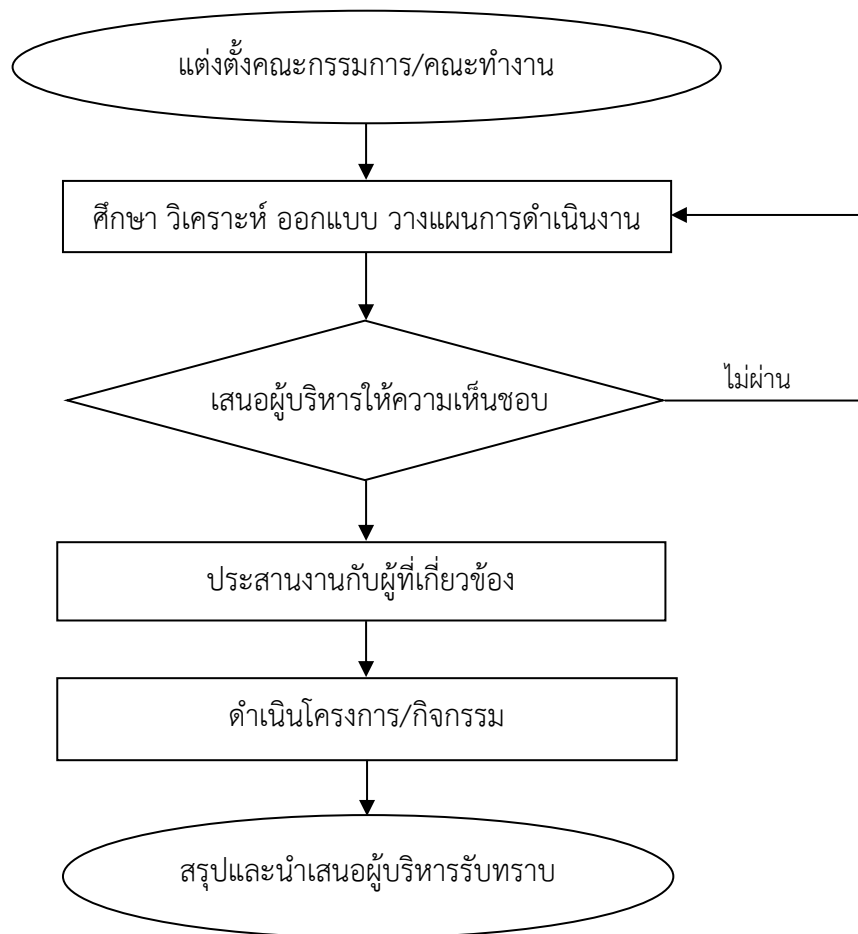 แต่งตั้งคณะกรรมการ/คณะทำงาน
ศึกษา วิเคราะห์ ออกแบบ วางแผนการดำเนินงาน
เสนอผู้บริหารให้ความเห็นชอบ
ไม่ผ่าน
ประสานงานกับผู้ที่เกี่ยวข้อง
ดำเนินโครงการ/กิจกรรม
สรุปและนำเสนอผู้บริหารรับทราบ